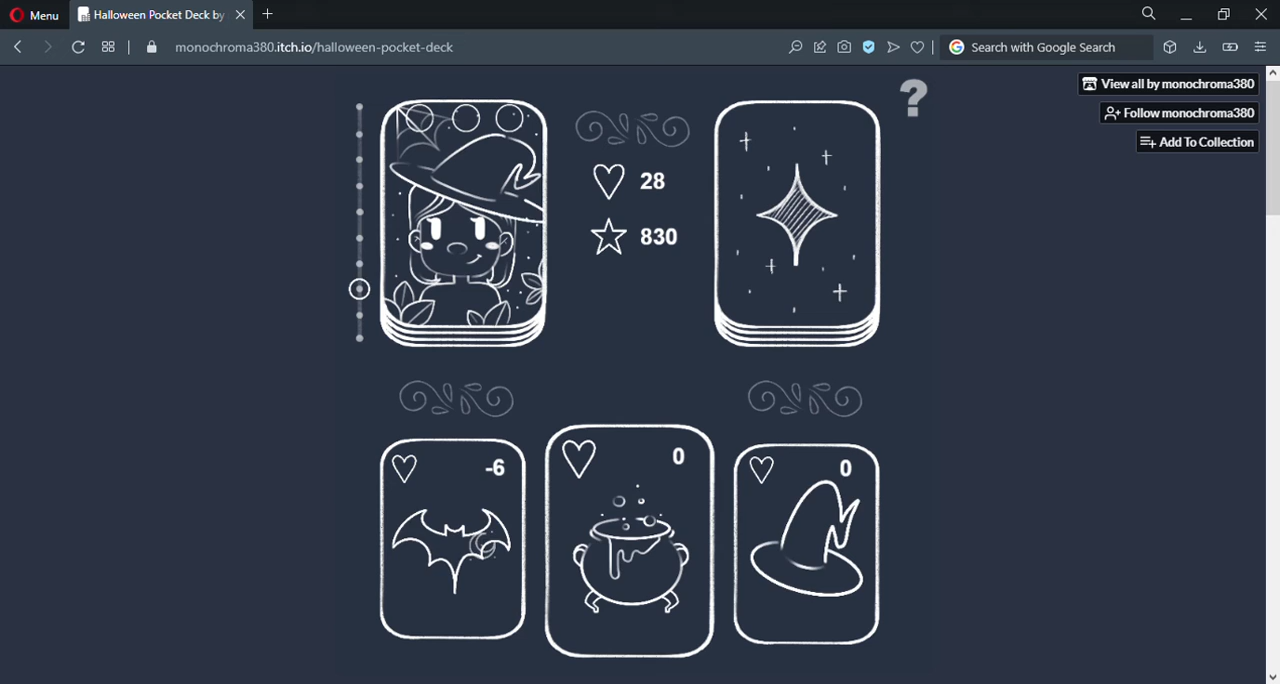 Menu
Halloween Pocket Deck by
monochroma380.itch.io/halloween-pocket-deck
Search with Google Search
View all by monochroma380
Follow monochroma380
Add To Collection
?
28
830
-6
0
0